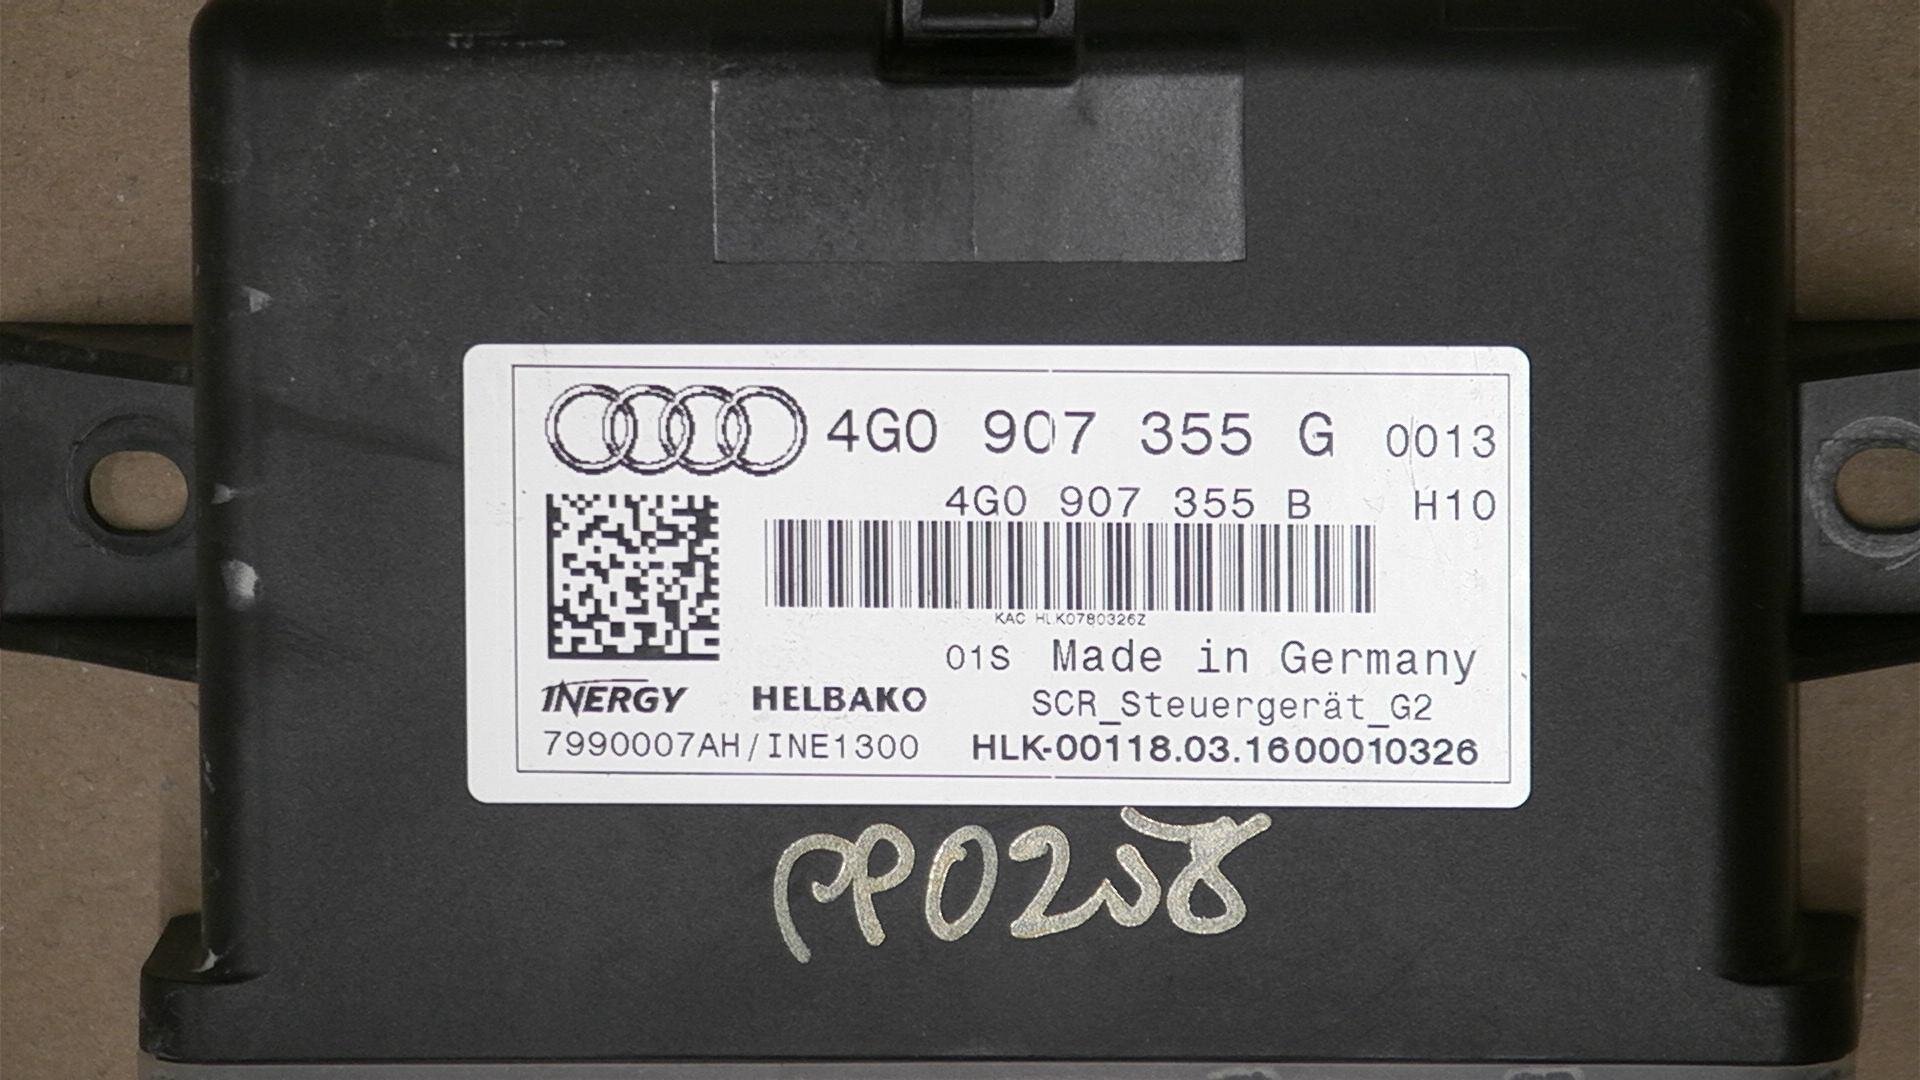 4G0 907 355 G 0013
4G0 907 355 B H10
KAC HLK0780326Z
01S Made in Germany
INERGY HELBAKO SCR_Steuergerät_G2
7990007AH/INE1300 HLK-00118.03.1600010326
PP0258